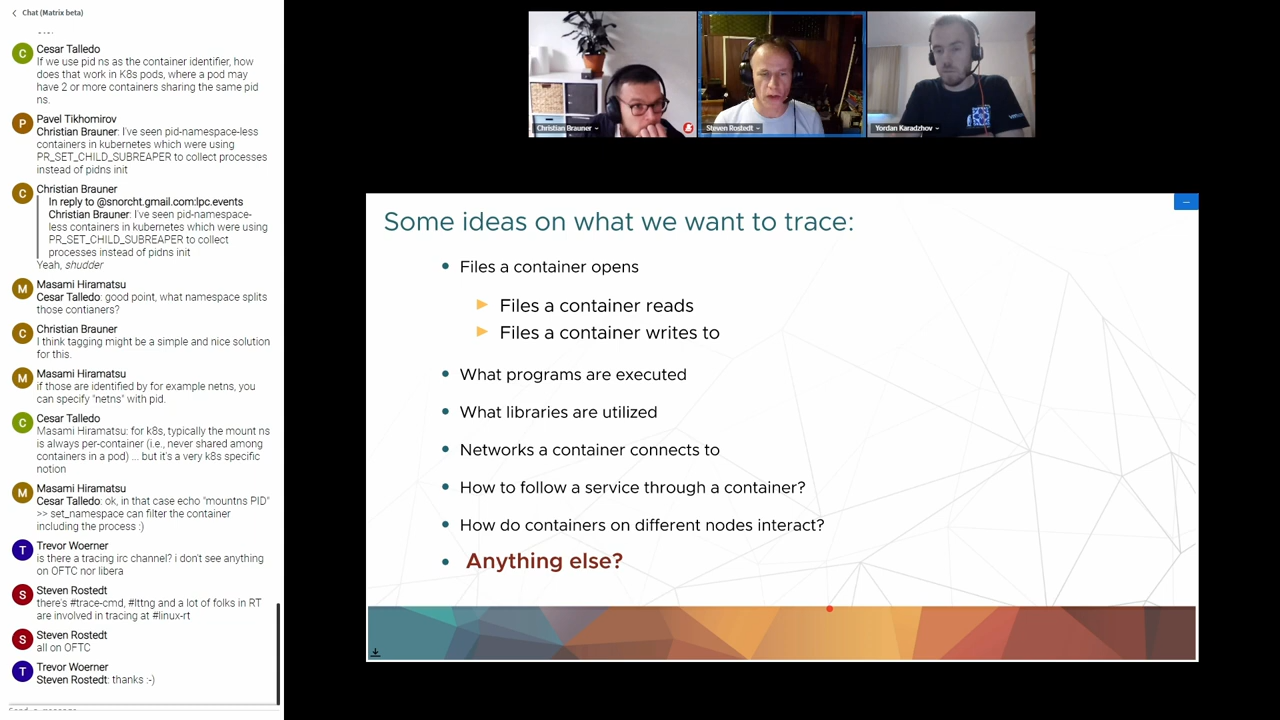 Chat (Matrix beta)
Cesar Talledo
If we use pid ns as the container identifier, how
does that work in K8s pods, where a pod may
have 2 or more containers sharing the same pid
ns.
Pavel Tikhomirov
Christian Brauner: I've seen pid-namespace-less
containers in kubernetes which were using
PR_SET_CHILD_SUBREAPER to collect processes
instead of pidns init
Christian Brauner
In reply to @snorcht.gmail.com:lpc.events
Christian Brauner: I've seen pid-namespace-
less containers in kubernetes which were using
PR_SET_CHILD_SUBREAPER to collect
processes instead of pidns init
Yeah, shudder
Masami Hiramatsu
Cesar Talledo: good point, what namespace splits
those contianers?
Christian Brauner
I think tagging might be a simple and nice solution
for this.
Masami Hiramatsu
if those are identified by for example netns, you
can specify "netns" with pid.
Cesar Talledo
Masami Hiramatsu: for k8s, typically the mount ns
is always per-container (i.e., never shared among
containers in a pod) ... but it's a very k8s specific
notion
Masami Hiramatsu
Cesar Talledo: ok, in that case echo "mountns PID"
>> set_namespace can filter the container
including the process :)
Trevor Woerner
is there a tracing irc channel? i don't see anything
on OFTC nor libera
Steven Rostedt
there's #trace-cmd, #lttng and a lot of folks in RT
are involved in tracing at #linux-rt
Steven Rostedt
all on OFTC
Trevor Woerner
Steven Rostedt: thanks :-)
C
P
C
M
C
M
C
M
T
S
S
T
Christian Brauner
Steven Rostedt
Yordan Karadzhov
Some ideas on what we want to trace:
Files a container opens
Files a container reads
Files a container writes to
What programs are executed
What libraries are utilized
Networks a container connects to
How to follow a service through a container?
How do containers on different nodes interact?
Anything else?